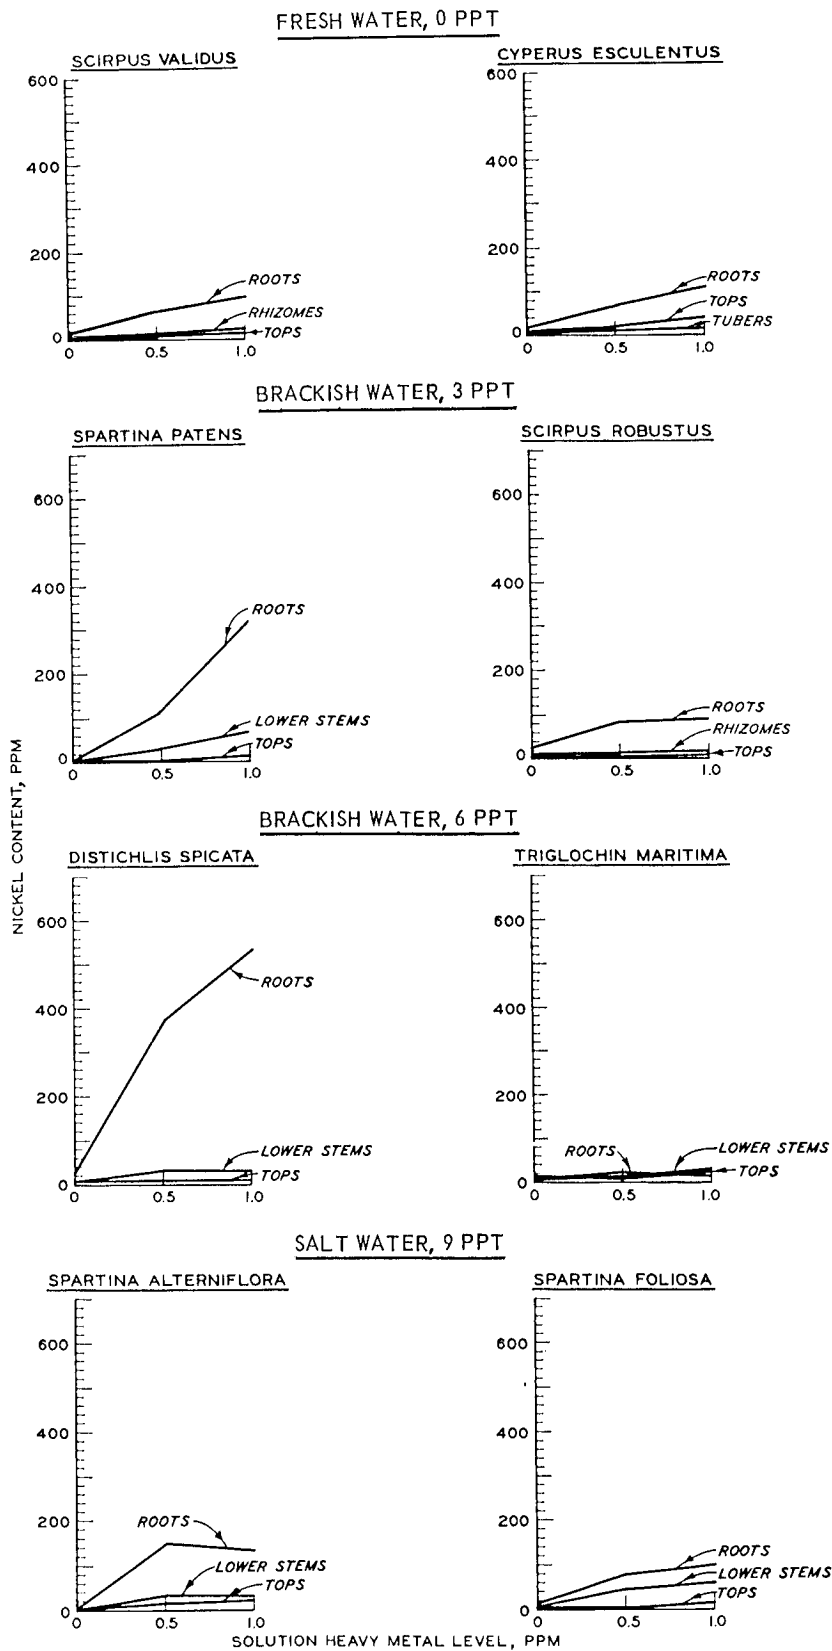 FRESH WATER, 0 PPT
SCIRPUS VALIDUS
600
400
200
0
ROOTS
RHIZOMES
TOPS
0
0.5
1.0
CYPERUS ESCULENTUS
600
400
200
0
ROOTS
TOPS
TUBERS
0
0.5
1.0
BRACKISH WATER, 3 PPT
SPARTINA PATENS
600
400
200
0
ROOTS
LOWER STEMS
TOPS
0
0.5
1.0
SCIRPUS ROBUSTUS
600
400
200
0
ROOTS
RHIZOMES
TOPS
0
0.5
1.0
NICKEL CONTENT, PPM
BRACKISH WATER, 6 PPT
DISTICHLIS SPICATA
600
400
200
0
ROOTS
LOWER STEMS
TOPS
0
0.5
1.0
TRIGLOCHIN MARITIMA
600
400
200
0
ROOTS
LOWER STEMS
TOPS
0
0.5
1.0
SALT WATER, 9 PPT
SPARTINA ALTERNIFLORA
600
400
200
0
ROOTS
LOWER STEMS
TOPS
0
0.5
1.0
SPARTINA FOLIOSA
600
400
200
0
ROOTS
LOWER STEMS
TOPS
0
0.5
1.0
SOLUTION HEAVY METAL LEVEL, PPM